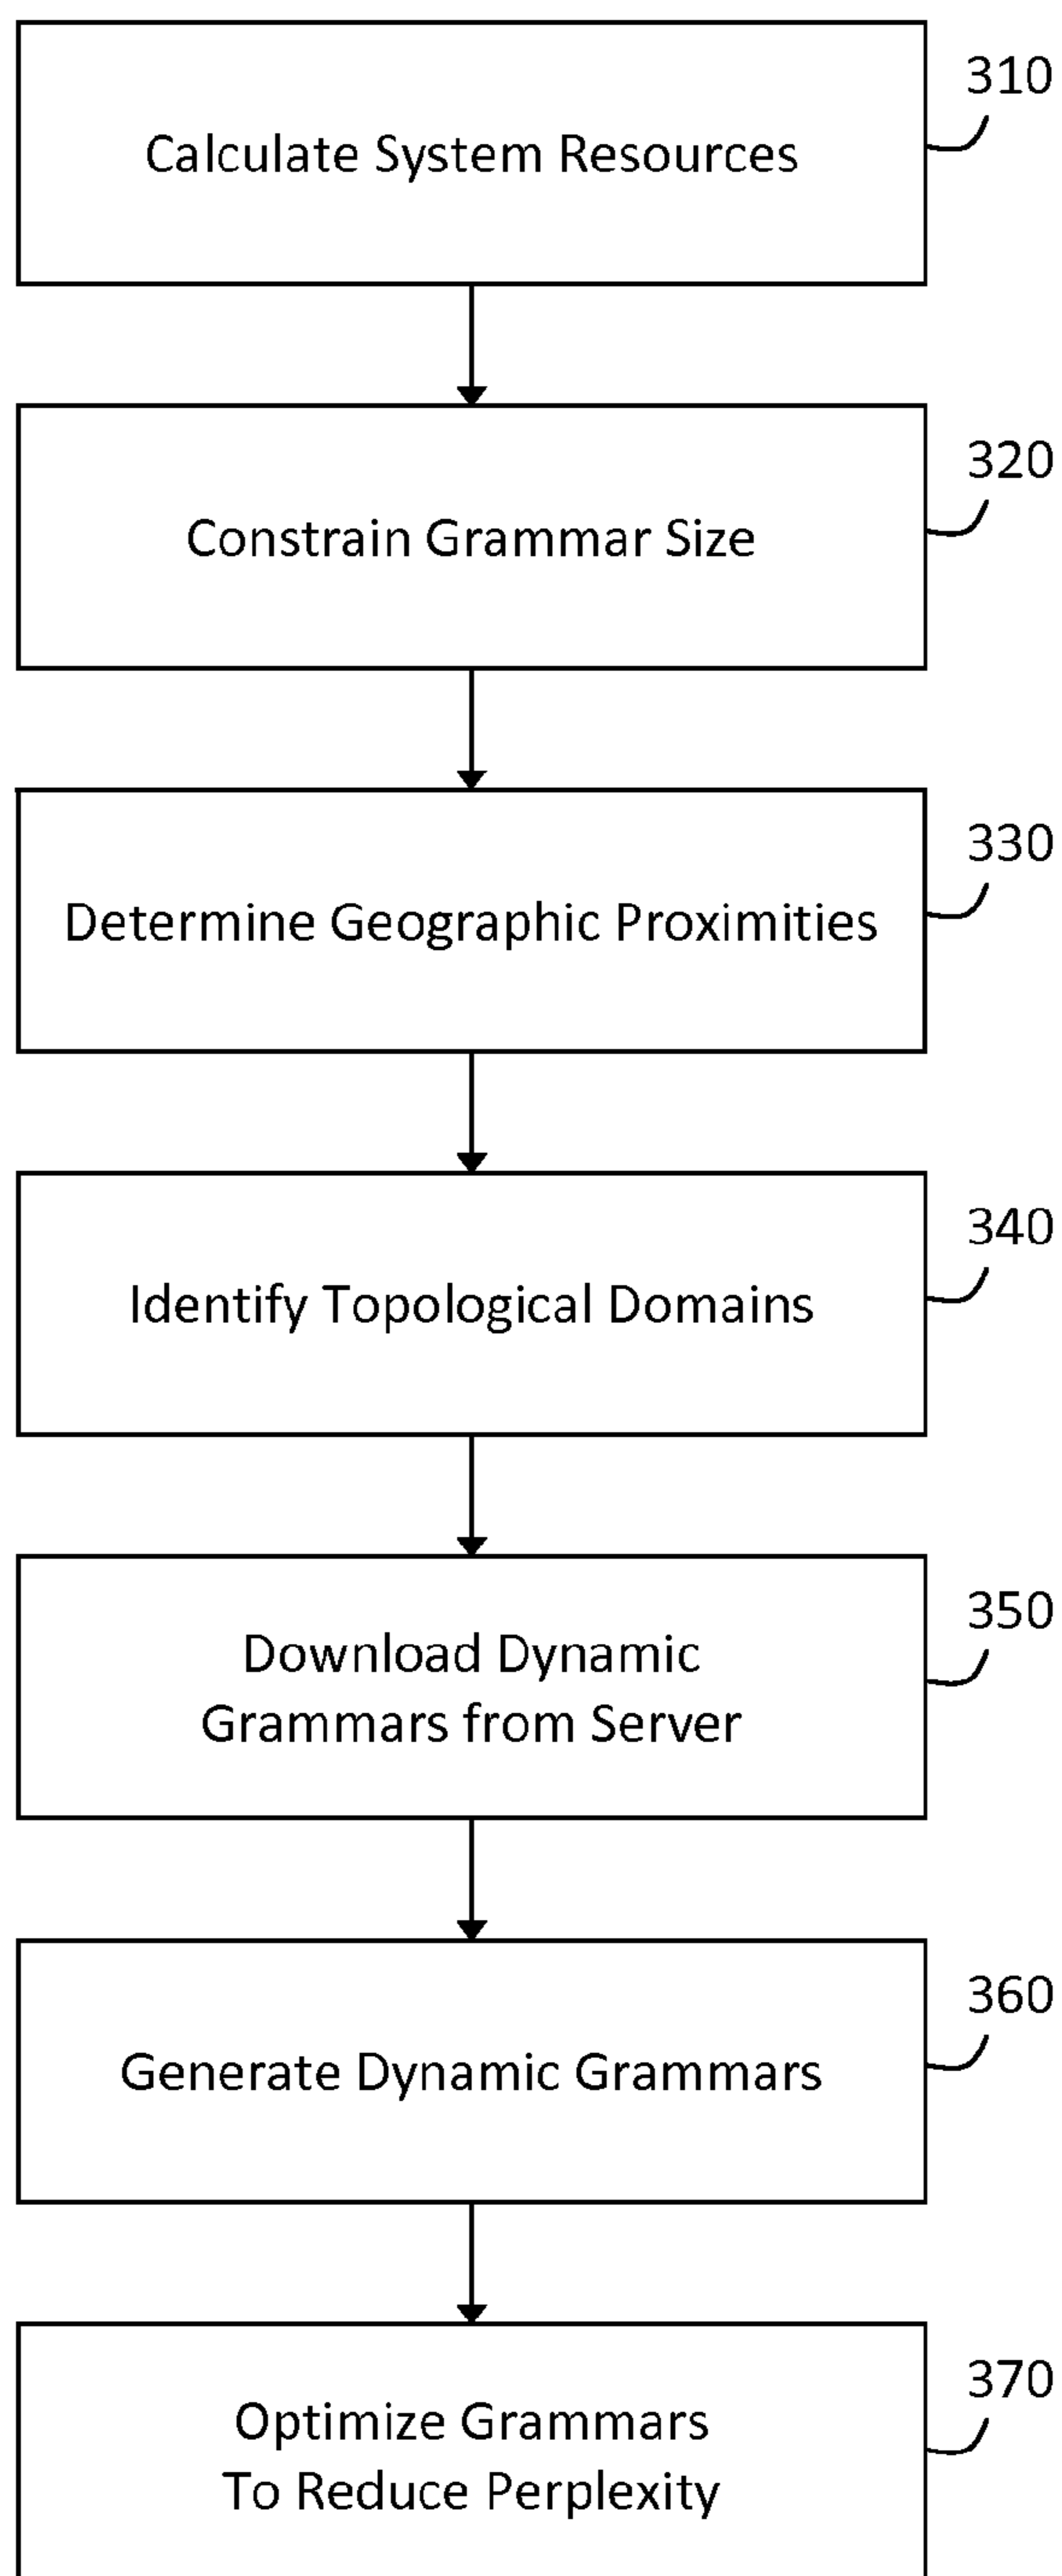 310
Calculate System Resources
320
Constrain Grammar Size
330
Determine Geographic Proximities
340
Identify Topological Domains
350
Download Dynamic
Grammars from Server
360
Generate Dynamic Grammars
370
Optimize Grammars
To Reduce Perplexity